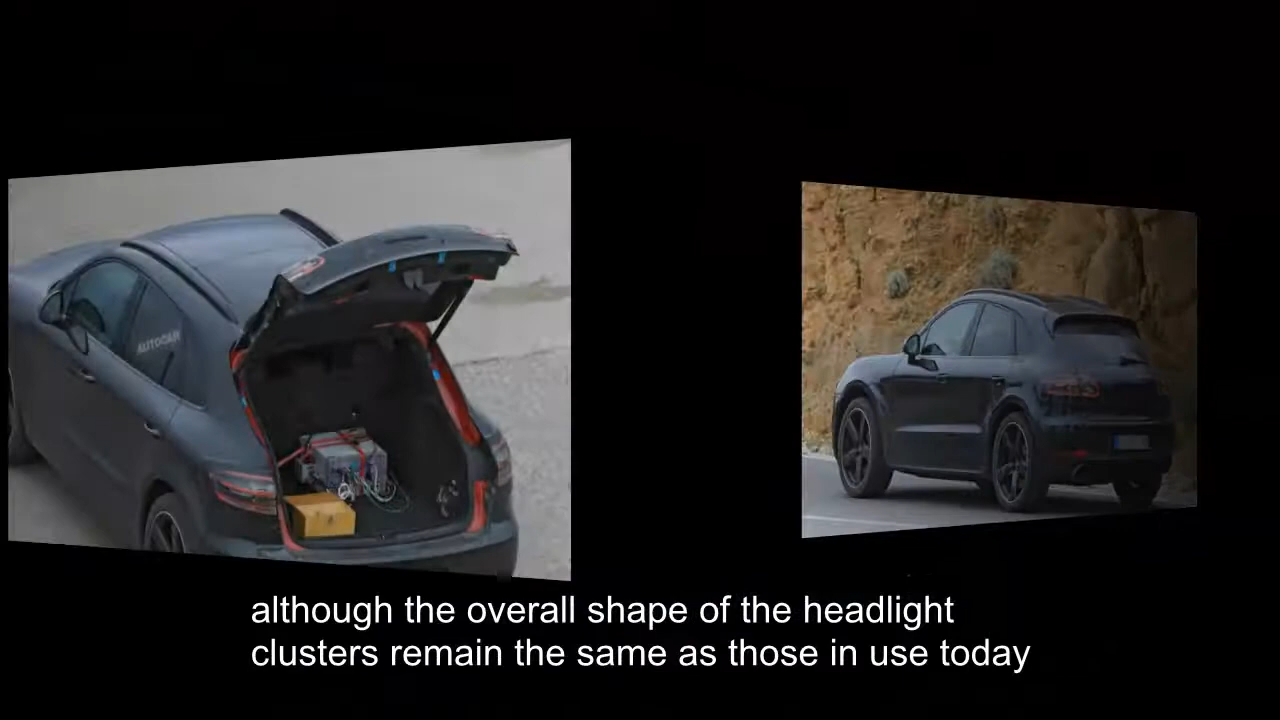 AUTOCAR
although the overall shape of the headlight
clusters remain the same as those in use today